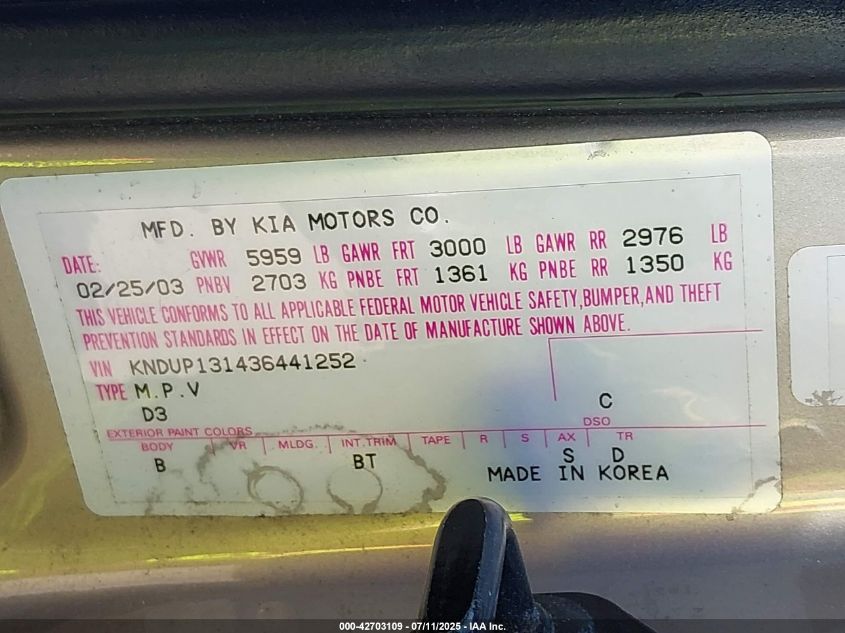 MFD. BY KIA MOTORS CO.
DATE: GVWR 5959 LB GAWR FRT 3000 LB GAWR RR 2976 LB
02/25/03 PNBV 2703 KG PNBE FRT 1361 KG PNBE RR 1350 KG
THIS VEHICLE CONFORMS TO ALL APPLICABLE FEDERAL MOTOR VEHICLE SAFETY,BUMPER,AND THEFT
PREVENTION STANDARDS IN EFFECT ON THE DATE OF MANUFACTURE SHOWN ABOVE.
VIN KNDUP131436441252
TYPE M.P.V
D3 C
EXTERIOR PAINT COLORS DSO
BODY VR MLDG. INT.TRIM TAPE R S AX TR
B BT S D
MADE IN KOREA
000-42703109 - 07/11/2025 - IAA Inc.